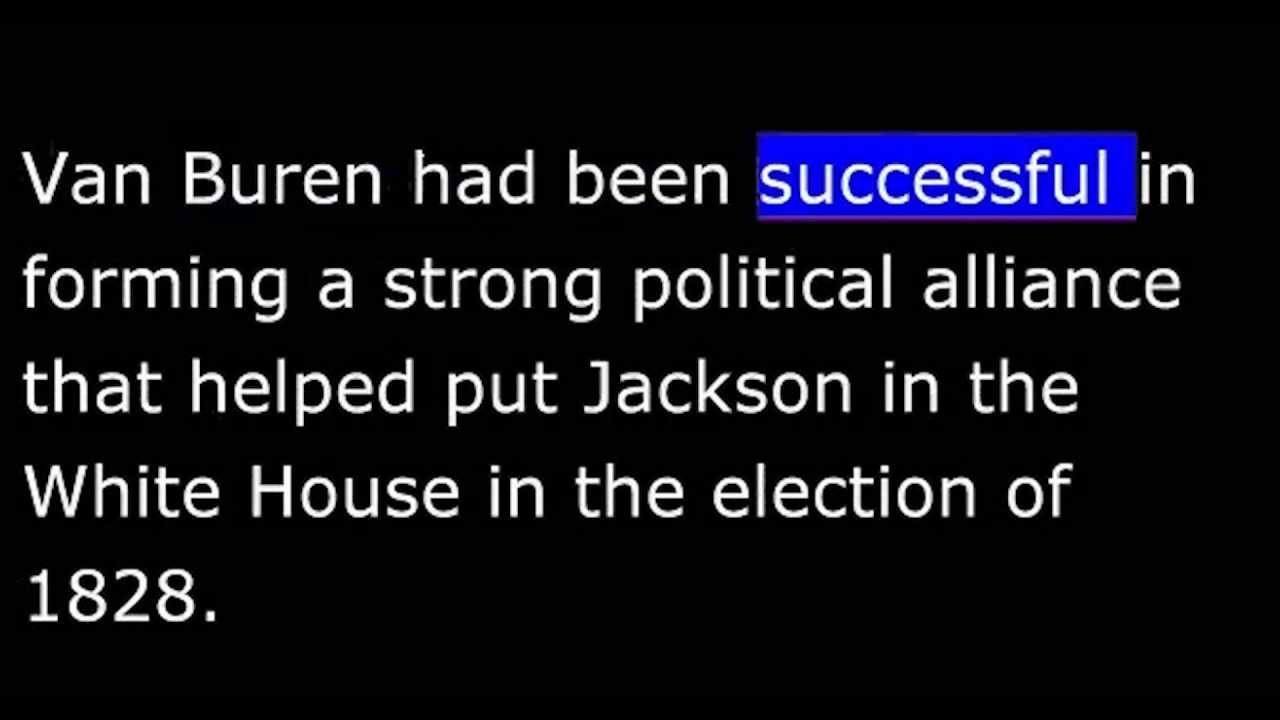 Van Buren had been successful in
forming a strong political alliance
that helped put Jackson in the
White House in the election of
1828.